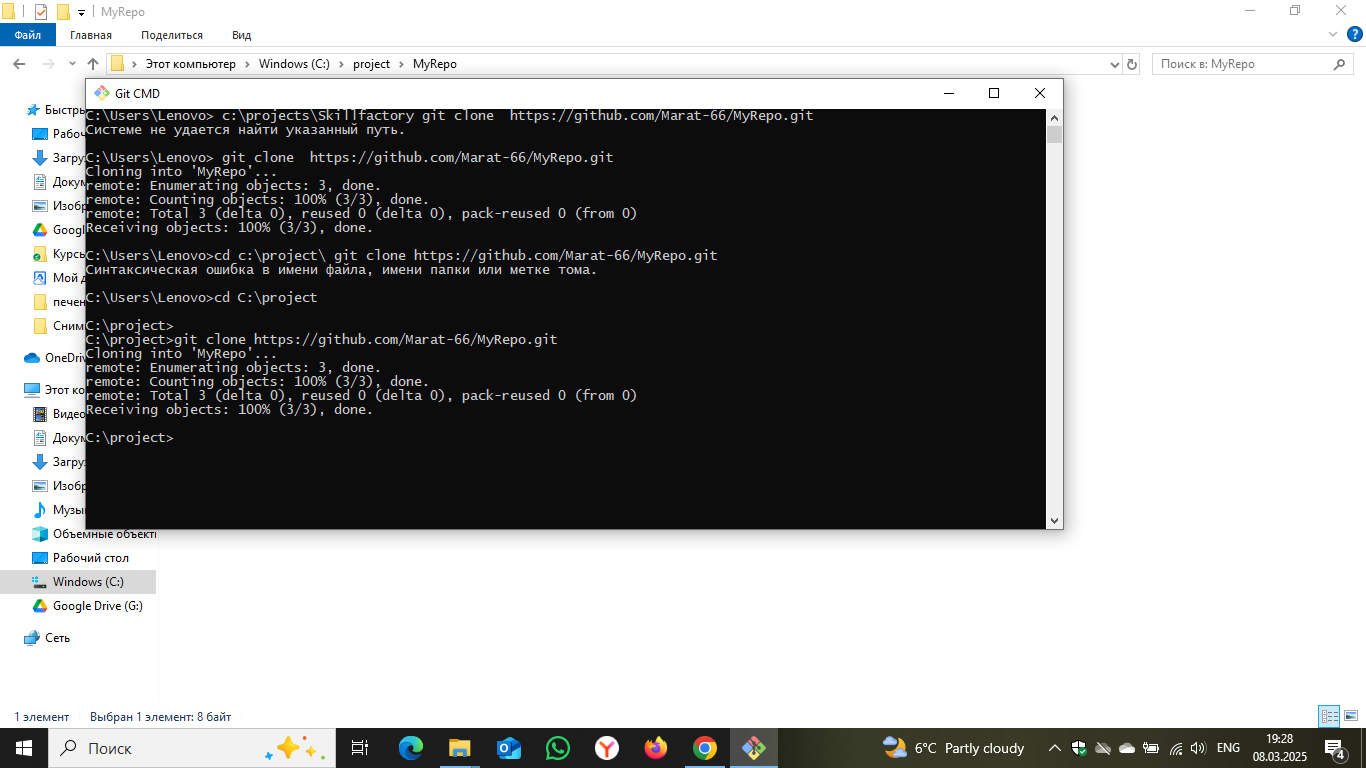 MyRepo
Файл Главная Поделиться Вид
Этот компьютер Windows (C:) project MyRepo
Поиск в: MyRepo
Git CMD
C:\Users\Lenovo> c:\projects\Skillfactory git clone  https://github.com/Marat-66/MyRepo.git
Системе не удается найти указанный путь.
C:\Users\Lenovo> git clone  https://github.com/Marat-66/MyRepo.git
Cloning into 'MyRepo'...
remote: Enumerating objects: 3, done.
remote: Counting objects: 100% (3/3), done.
remote: Total 3 (delta 0), reused 0 (delta 0), pack-reused 0 (from 0)
Receiving objects: 100% (3/3), done.
C:\Users\Lenovo>cd c:\project\ git clone https://github.com/Marat-66/MyRepo.git
Синтаксическая ошибка в имени файла, имени папки или метке тома.
C:\Users\Lenovo>cd C:\project
C:\project>
C:\project>git clone https://github.com/Marat-66/MyRepo.git
Cloning into 'MyRepo'...
remote: Enumerating objects: 3, done.
remote: Counting objects: 100% (3/3), done.
remote: Total 3 (delta 0), reused 0 (delta 0), pack-reused 0 (from 0)
Receiving objects: 100% (3/3), done.
C:\project>
Быстры
Рабоч
Загру
Докум
Изобр
Googl
Курсы
Мой д
печен
Сним
OneDriv
Этот ко
Видео
Докум
Загруз
Изобр
Музы
Объемные объекты
Рабочий стол
Windows (C:)
Google Drive (G:)
Сеть
1 элемент Выбран 1 элемент: 8 байт
Поиск
6°C Partly cloudy
ENG
19:28
08.03.2025
4